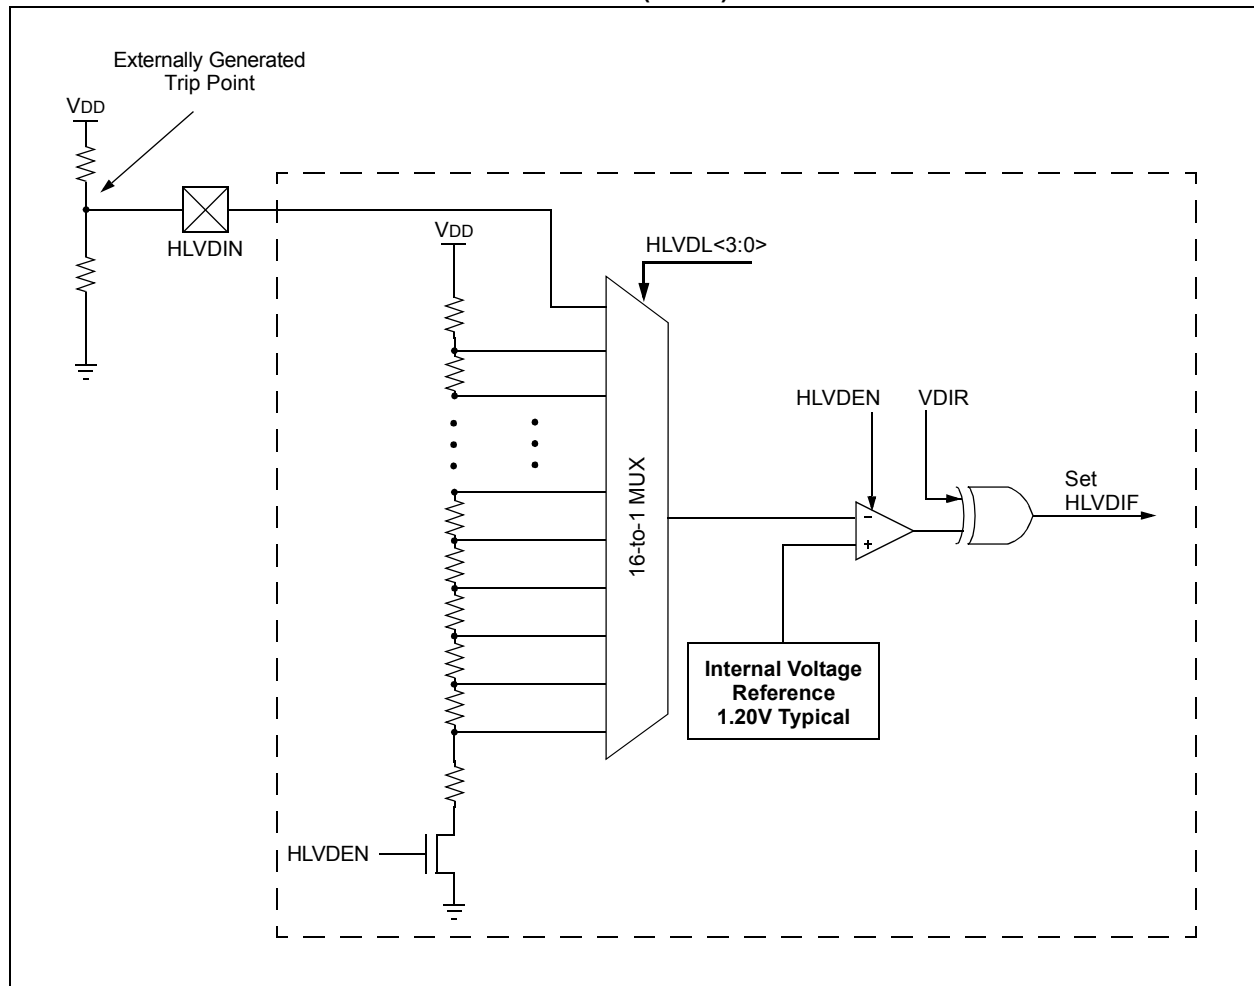 Externally Generated
Trip Point
VDD
HLVDIN
VDD
HLVDL<3:0>
16-to-1 MUX
HLVDEN
VDIR
-
+
Set
HLVDIF
Internal Voltage
Reference
1.20V Typical
HLVDEN